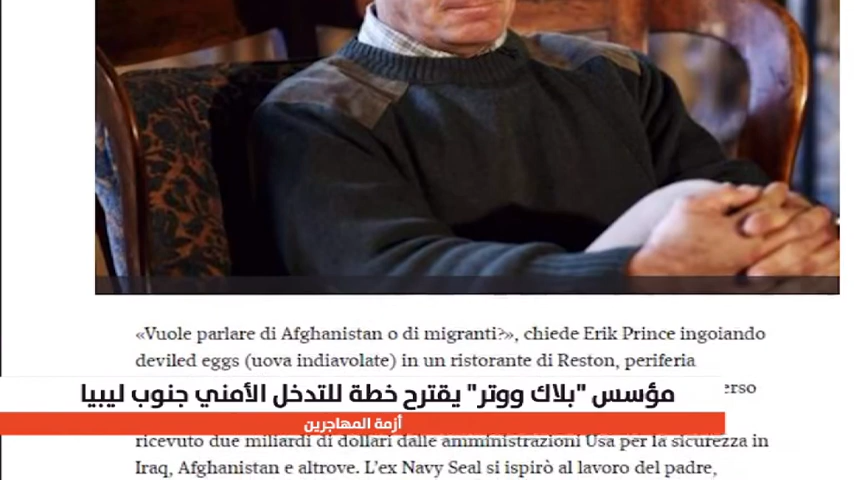 «Vuole parlare di Afghanistan o di migranti?», chiede Erik Prince ingoiando
deviled eggs (uova indiavolate) in un ristorante di Reston, periferia
مؤسس "بلاك ووتر" يقترح خطة للتدخل الأمني جنوب ليبيا
أزمة المهاجرين
ricevuto due miliardi di dollari dalle amministrazioni Usa per la sicurezza in
Iraq, Afghanistan e altrove. L'ex Navy Seal si ispirò al lavoro del padre,